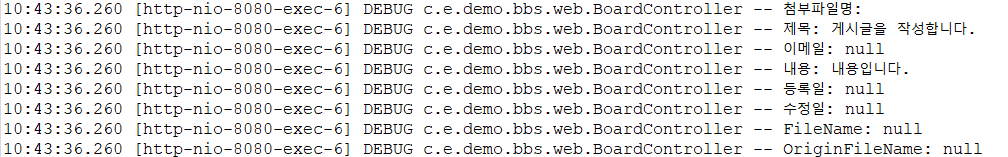 10:43:36.260 [http-nio-8080-exec-6] DEBUG c.e.demo.bbs.web.BoardController -- 첨부파일명:
10:43:36.260 [http-nio-8080-exec-6] DEBUG c.e.demo.bbs.web.BoardController -- 제목: 게시글을 작성합니다.
10:43:36.260 [http-nio-8080-exec-6] DEBUG c.e.demo.bbs.web.BoardController -- 이메일: null
10:43:36.260 [http-nio-8080-exec-6] DEBUG c.e.demo.bbs.web.BoardController -- 내용: 내용입니다.
10:43:36.260 [http-nio-8080-exec-6] DEBUG c.e.demo.bbs.web.BoardController -- 등록일: null
10:43:36.260 [http-nio-8080-exec-6] DEBUG c.e.demo.bbs.web.BoardController -- 수정일: null
10:43:36.260 [http-nio-8080-exec-6] DEBUG c.e.demo.bbs.web.BoardController -- FileName: null
10:43:36.260 [http-nio-8080-exec-6] DEBUG c.e.demo.bbs.web.BoardController -- OriginFileName: null